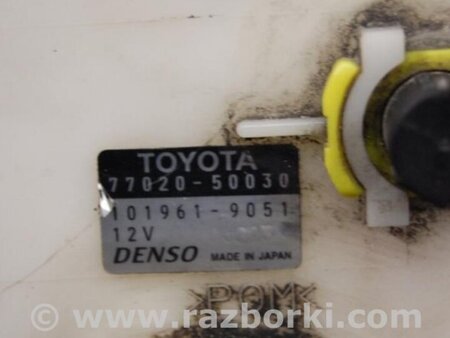 TOYOTA
77020-50030
101961-9051
12V
DENSO MADE IN JAPAN
>POM<
© www.razborki.com